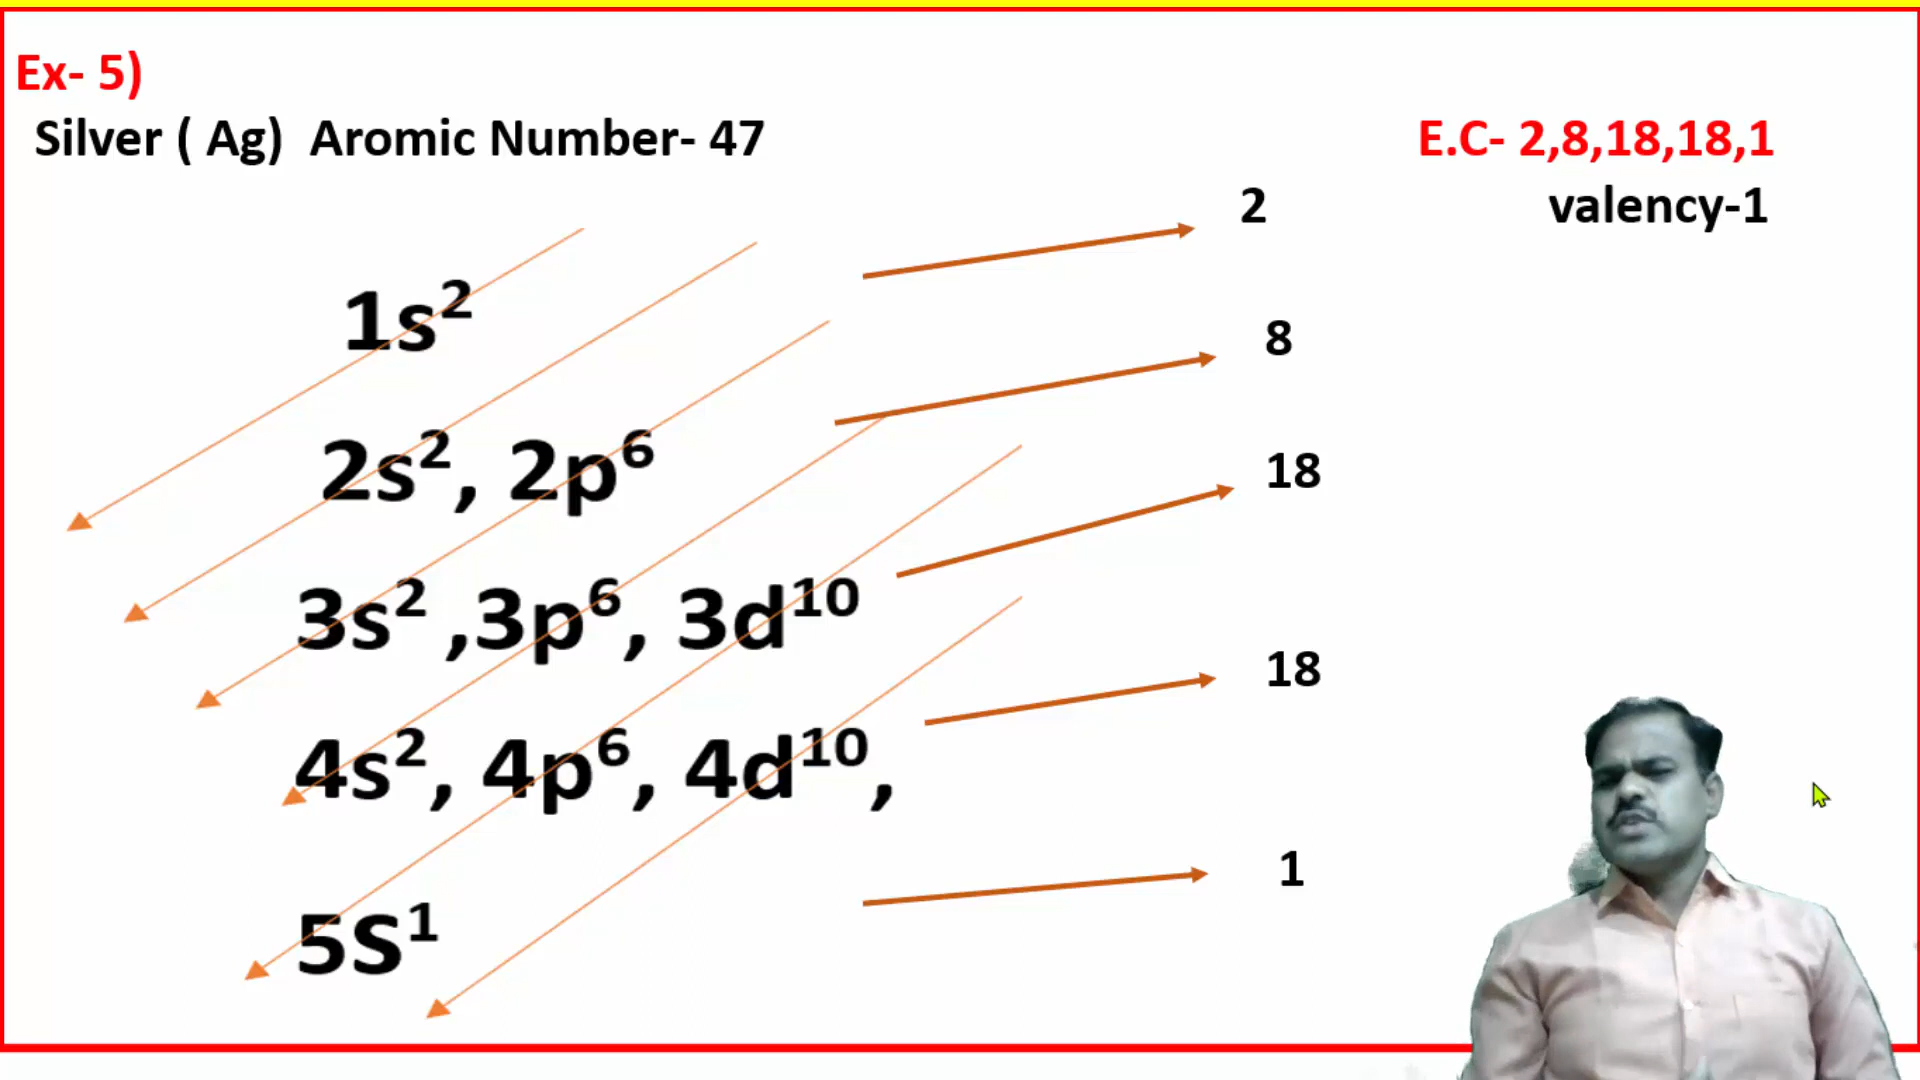 Ex- 5)
Silver ( Ag)  Aromic Number- 47
E.C- 2,8,18,18,1
valency-1
1s² 2
2s², 2p⁶ 8
3s² ,3p⁶, 3d¹⁰ 18
4s², 4p⁶, 4d¹⁰, 18
5S¹ 1